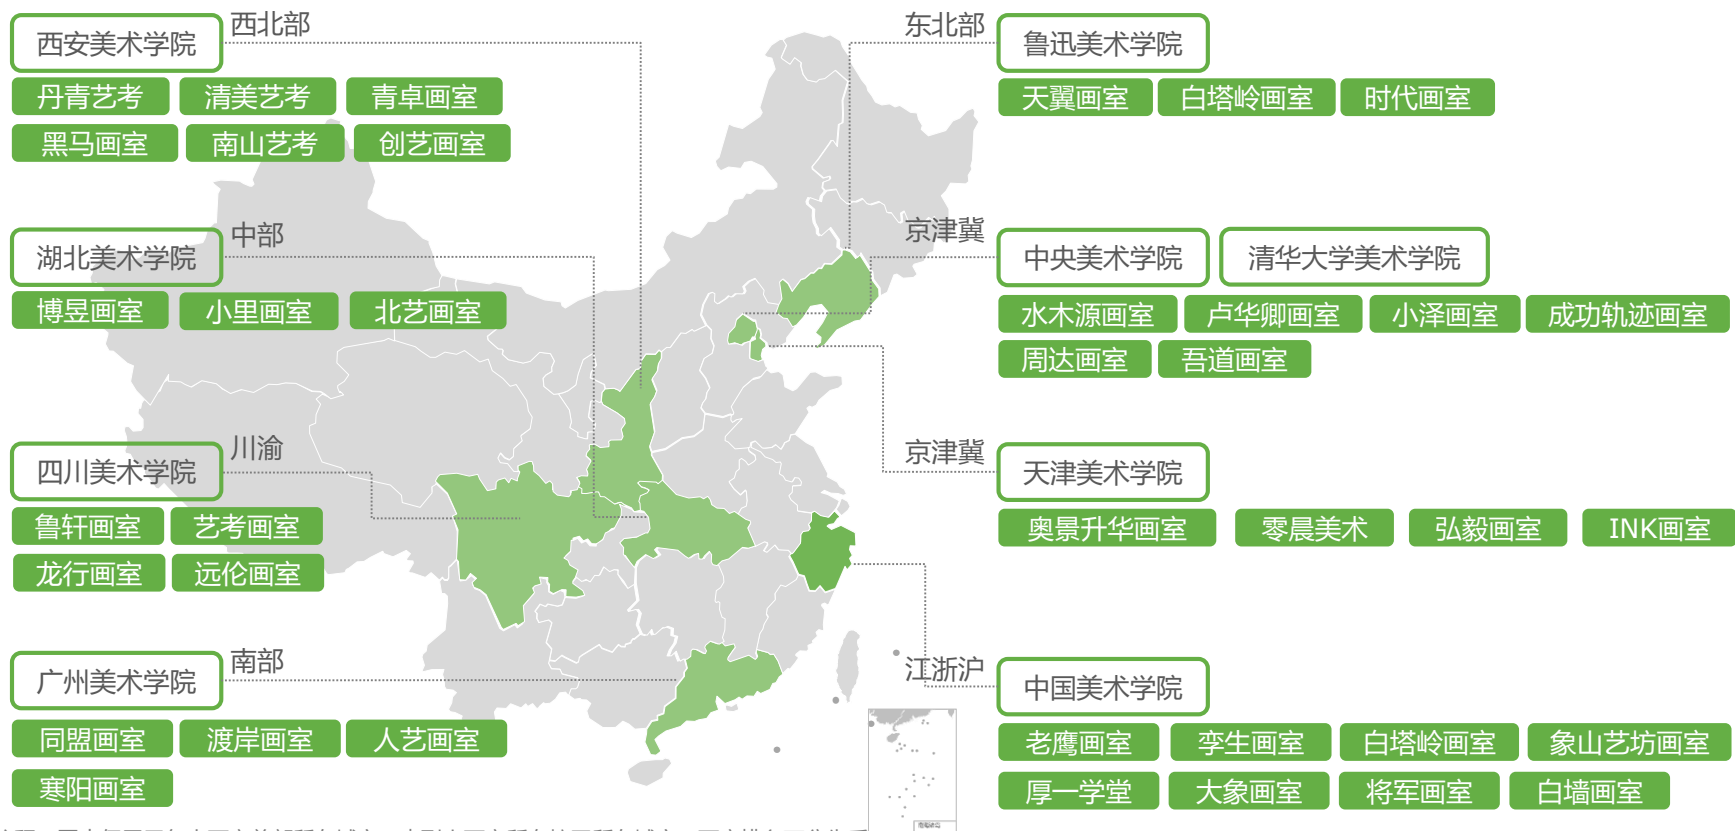 西安美术学院
西北部
丹青艺考 清美艺考 青卓画室
黑马画室 南山艺考 创艺画室
湖北美术学院
中部
博昱画室 小里画室 北艺画室
四川美术学院
川渝
鲁轩画室 艺考画室
龙行画室 远伦画室
广州美术学院
南部
同盟画室 渡岸画室 人艺画室
寒阳画室
东北部
鲁迅美术学院
天翼画室 白塔岭画室 时代画室
京津冀
中央美术学院 清华大学美术学院
水木源画室 卢华卿画室 小泽画室 成功轨迹画室
周达画室 吾道画室
京津冀
天津美术学院
奥景升华画室 零晨美术 弘毅画室 INK画室
江浙沪
中国美术学院
老鹰画室 孪生画室 白塔岭画室 象山艺坊画室
厚一学堂 大象画室 将军画室 白墙画室